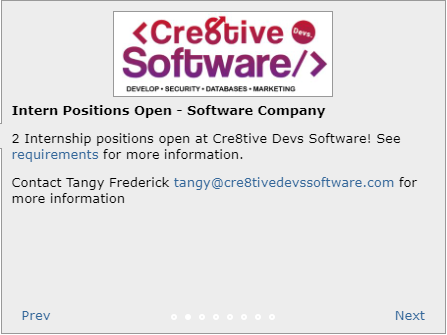 <Cre8tive Devs.
Software/>
DEVELOP • SECURITY • DATABASES • MARKETING
Intern Positions Open - Software Company
2 Internship positions open at Cre8tive Devs Software! See
requirements for more information.
Contact Tangy Frederick tangy@cre8tivedevssoftware.com for
more information
Prev Next